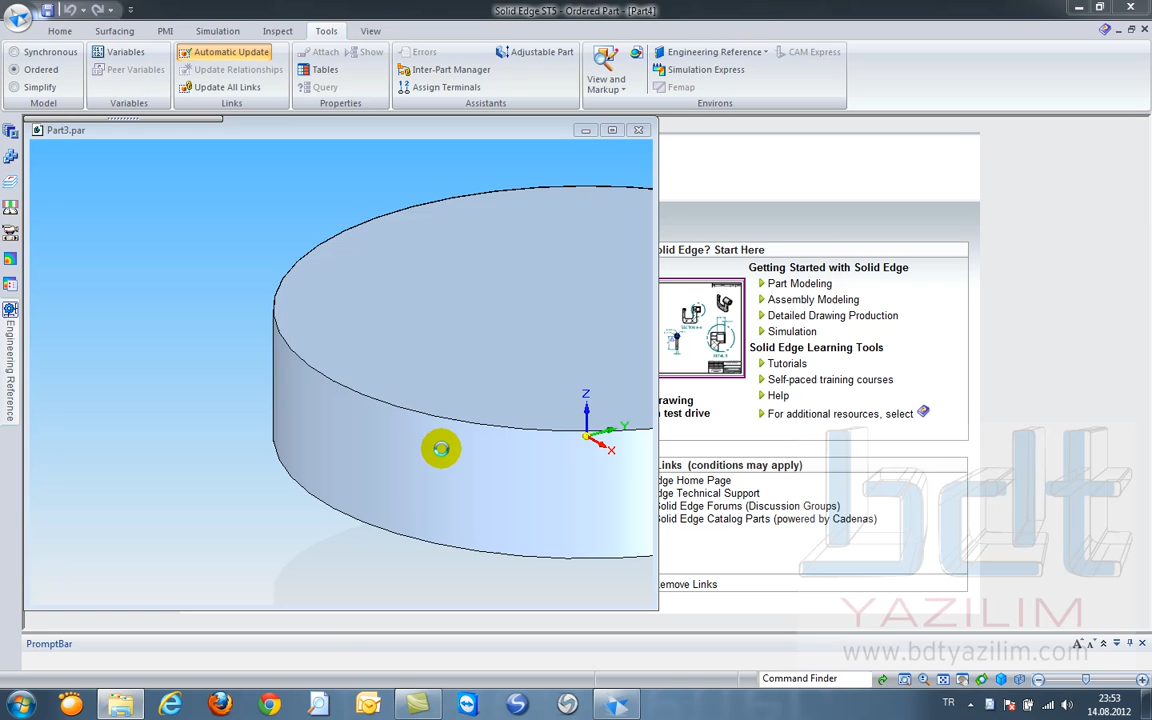 Solid Edge ST5 - Ordered Part - [Part4]
Home Surfacing PMI Simulation Inspect Tools View
Synchronous Variables Automatic Update Attach Show Errors Adjustable Part Engineering Reference CAM Express
Ordered Peer Variables Update Relationships Tables Inter-Part Manager View and Markup Simulation Express
Simplify Update All Links Query Assign Terminals Femap
Model Variables Links Properties Assistants Environs
Part3.par
Engineering Reference
Z
Y
X
olid Edge? Start Here
Getting Started with Solid Edge
Part Modeling
Assembly Modeling
Detailed Drawing Production
Simulation
Solid Edge Learning Tools
Tutorials
Self-paced training courses
Help
For additional resources, select
rawing
test drive
Links (conditions may apply)
dge Home Page
dge Technical Support
Solid Edge Forums (Discussion Groups)
Solid Edge Catalog Parts (powered by Cadenas)
emove Links
bdt
YAZILIM
www.bdtyazilim.com
PromptBar
Command Finder
TR
23:53
14.08.2012